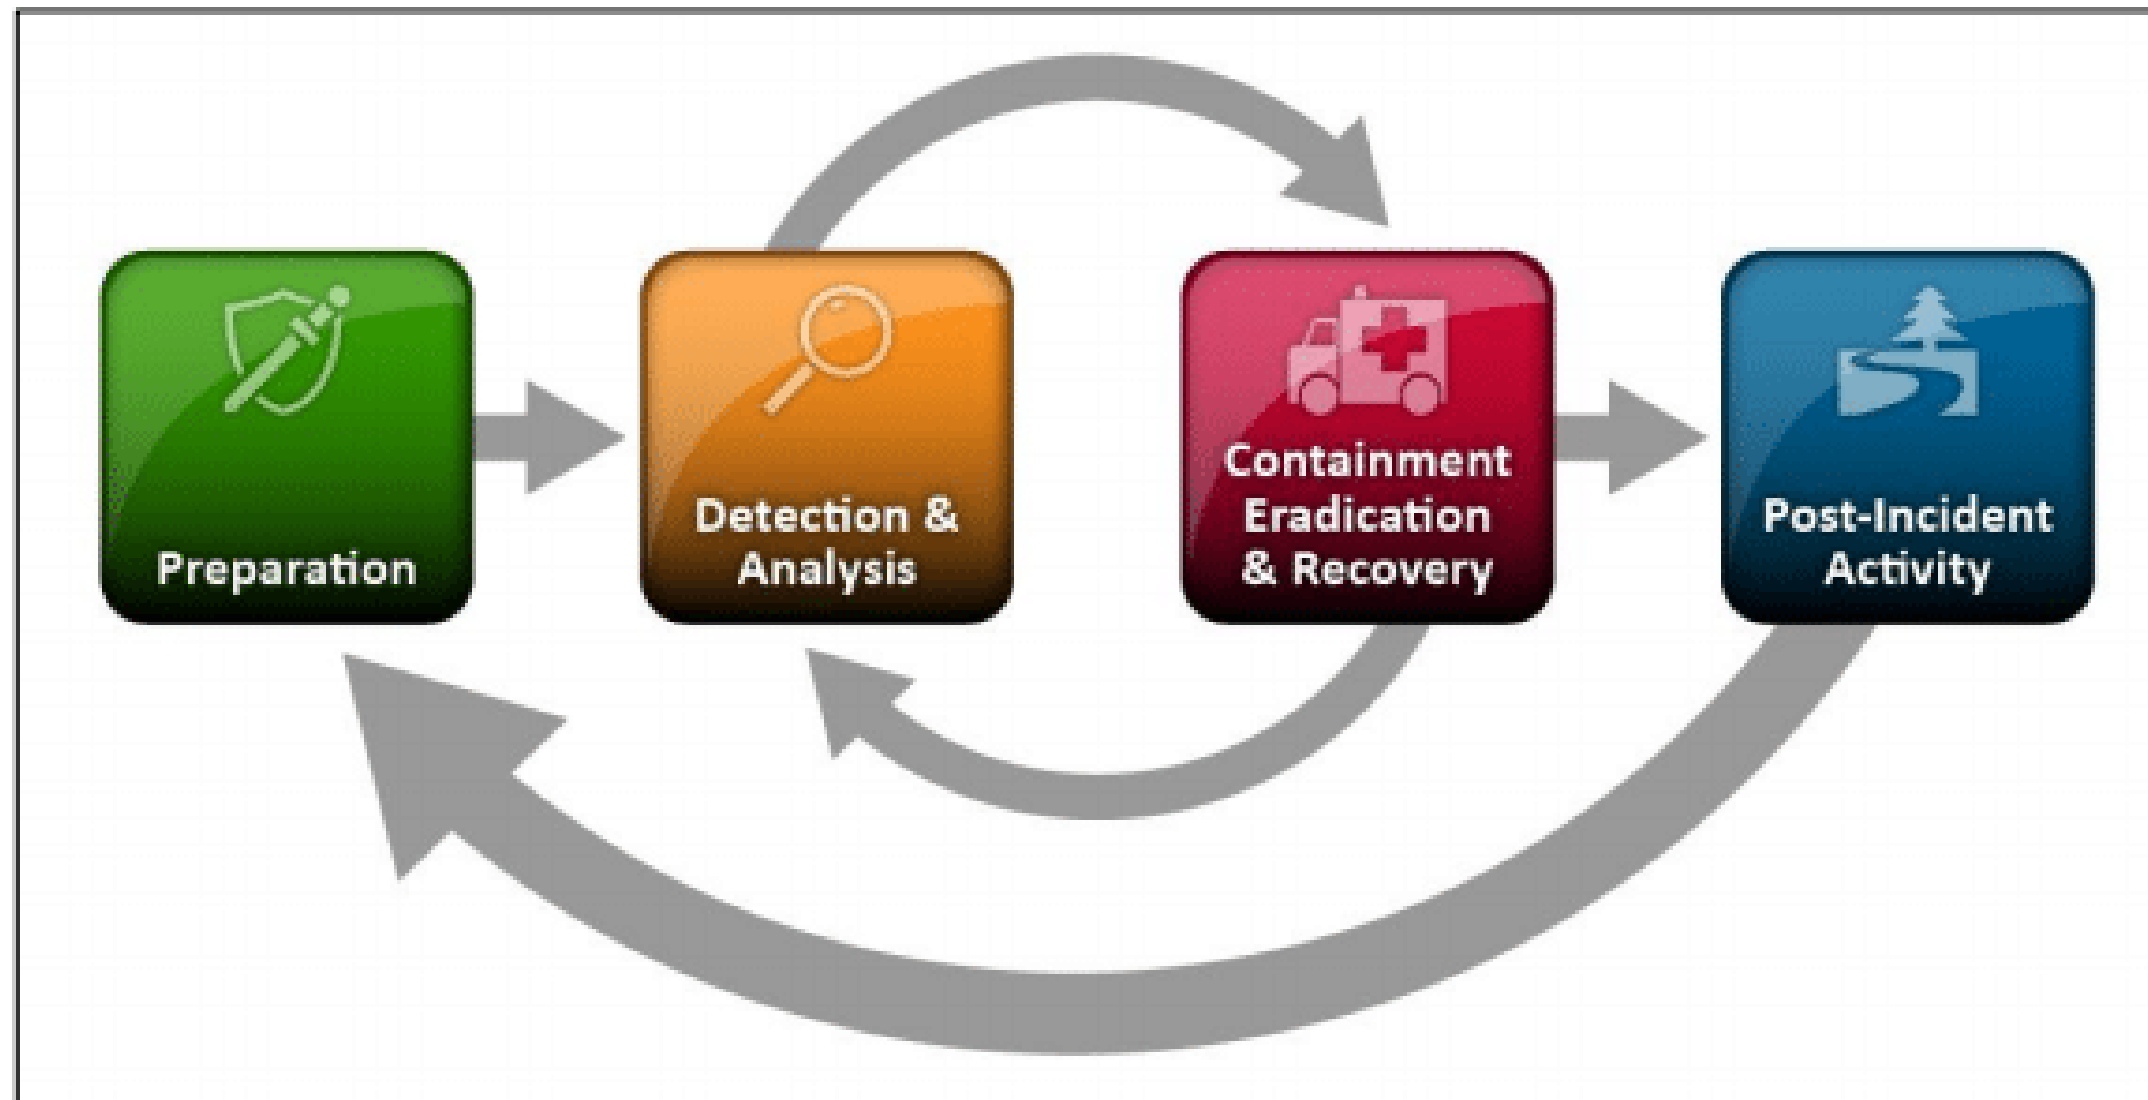 Preparation
Detection &
Analysis
Containment
Eradication
& Recovery
Post-Incident
Activity